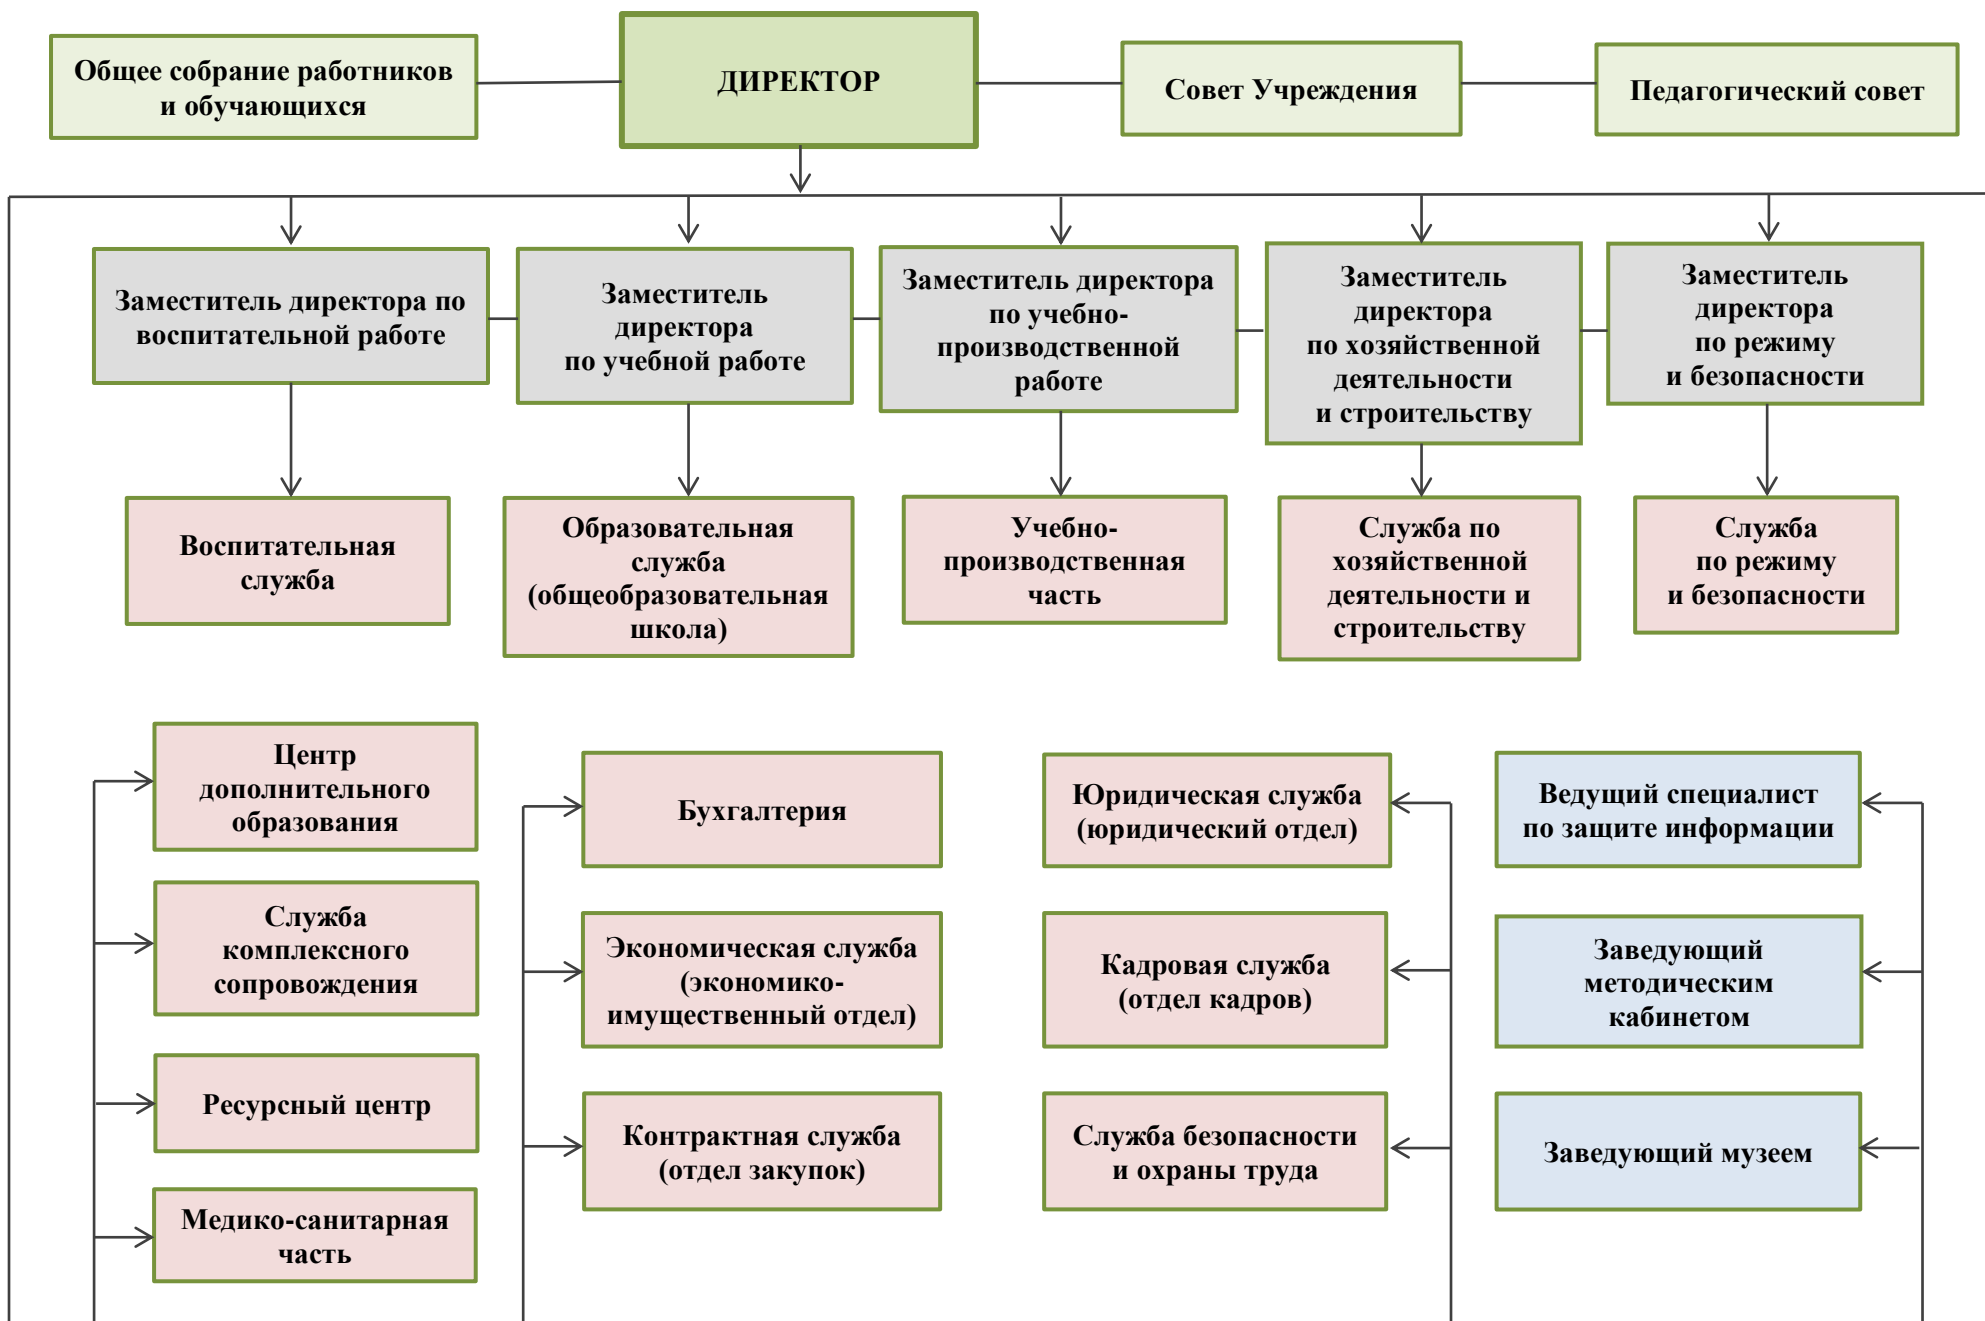 Общее собрание работников
и обучающихся
ДИРЕКТОР
Совет Учреждения
Педагогический совет
Заместитель директора по
воспитательной работе
Заместитель
директора
по учебной работе
Заместитель директора
по учебно-
производственной
работе
Заместитель
директора
по хозяйственной
деятельности
и строительству
Заместитель
директора
по режиму
и безопасности
Воспитательная
служба
Образовательная
служба
(общеобразовательная
школа)
Учебно-
производственная
часть
Служба по
хозяйственной
деятельности и
строительству
Служба
по режиму
и безопасности
Центр
дополнительного
образования
Бухгалтерия
Юридическая служба
(юридический отдел)
Ведущий специалист
по защите информации
Служба
комплексного
сопровождения
Экономическая служба
(экономико-
имущественный отдел)
Кадровая служба
(отдел кадров)
Заведующий
методическим
кабинетом
Ресурсный центр
Контрактная служба
(отдел закупок)
Служба безопасности
и охраны труда
Заведующий музеем
Медико-санитарная
часть